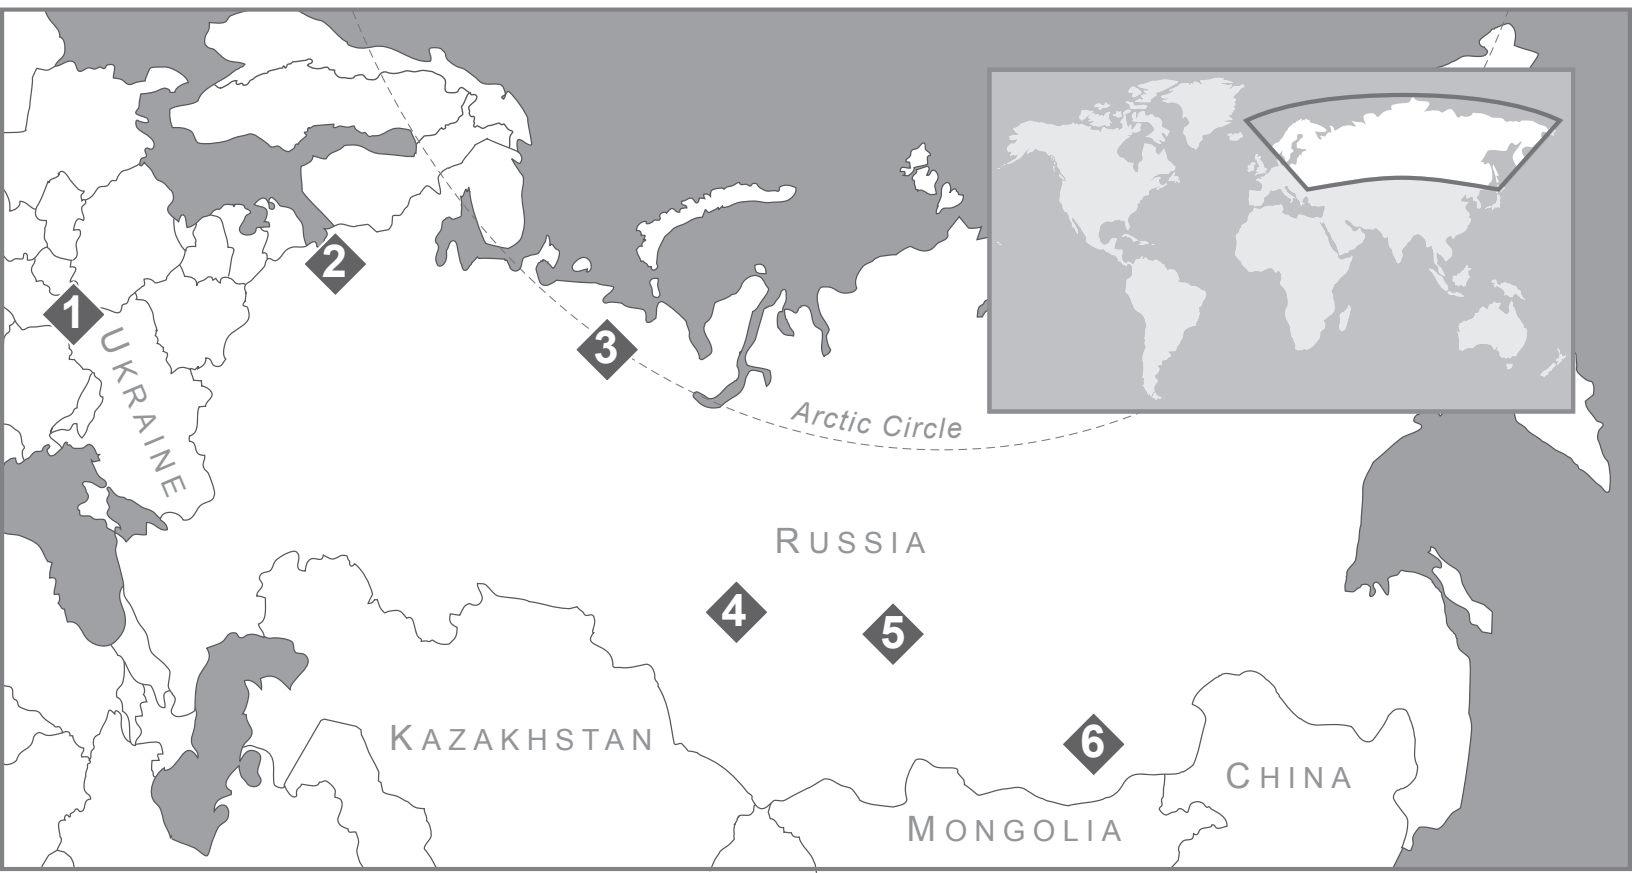 2
1
UKRAINE
3
Arctic Circle
RUSSIA
4
5
KAZAKHSTAN
6
CHINA
MONGOLIA